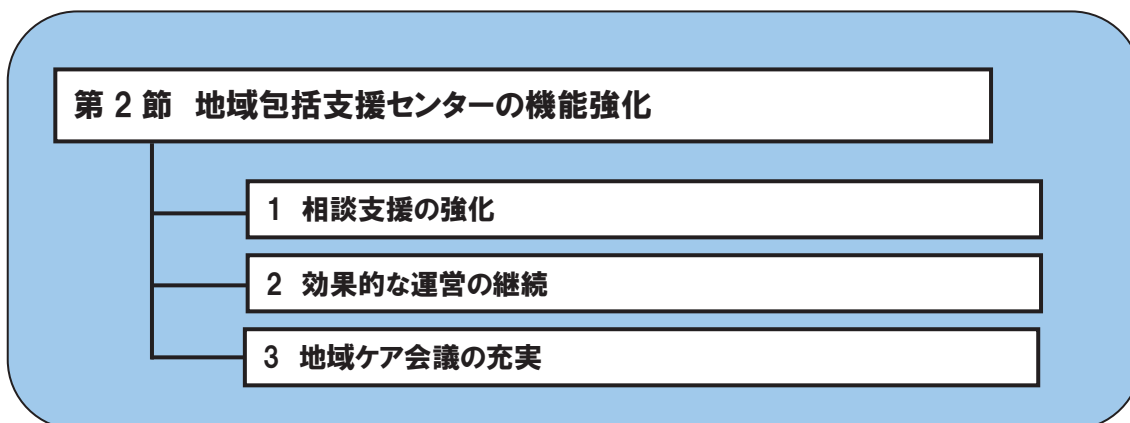 第 2 節 地域包括支援センターの機能強化
1 相談支援の強化
2 効果的な運営の継続
3 地域ケア会議の充実